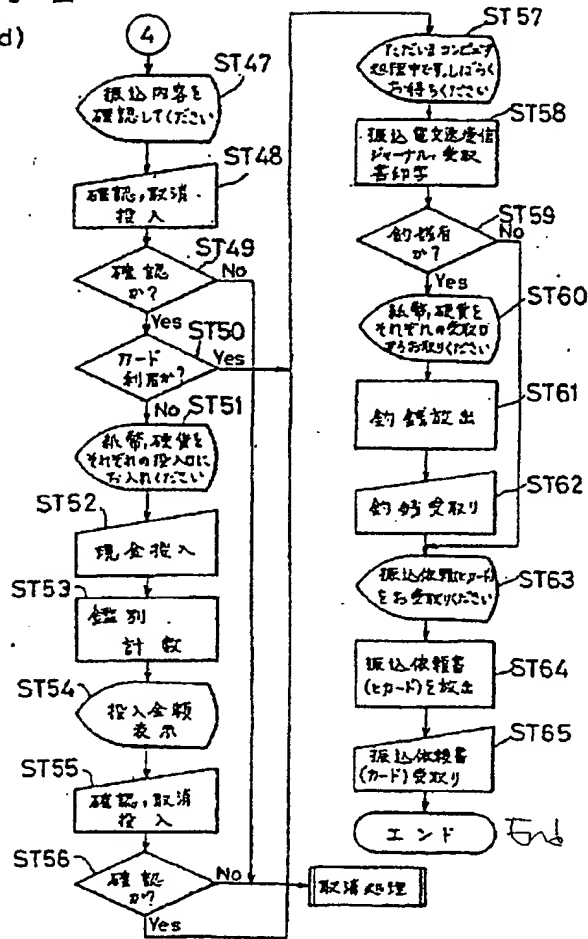 d)
4
ST47
振込内容を
確認してください
ST48
確認,取消
投入
ST49
確認
か?
No
Yes
ST50
カード
利用か?
Yes
No
ST51
紙幣,硬貨を
それぞれの投入口に
お入れください
ST52
現金投入
ST53
鑑別
計数
ST54
投入金額
表示
ST55
確認,取消
投入
ST56
確認
か?
No
Yes
取消処理
ST57
ただいまコンピュータ
処理中です。しばらく
お待ちください
ST58
振込電文送受信
ジャーナル,受取
書印字
ST59
釣銭有
か?
No
Yes
ST60
紙幣,硬貨を
それぞれの受取口
よりお取りください
ST61
釣銭放出
ST62
釣銭受取り
ST63
振込依頼書(とカード)
をお受取りください
ST64
振込依頼書
(とカード)を放出
ST65
振込依頼書
(カード)受取り
エンド
End